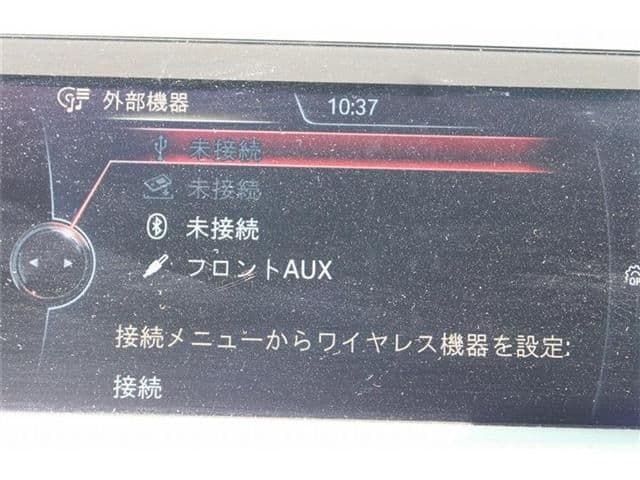 外部機器 10:37
未接続
未接続
未接続
フロントAUX
接続メニューからワイヤレス機器を設定:
接続
OP